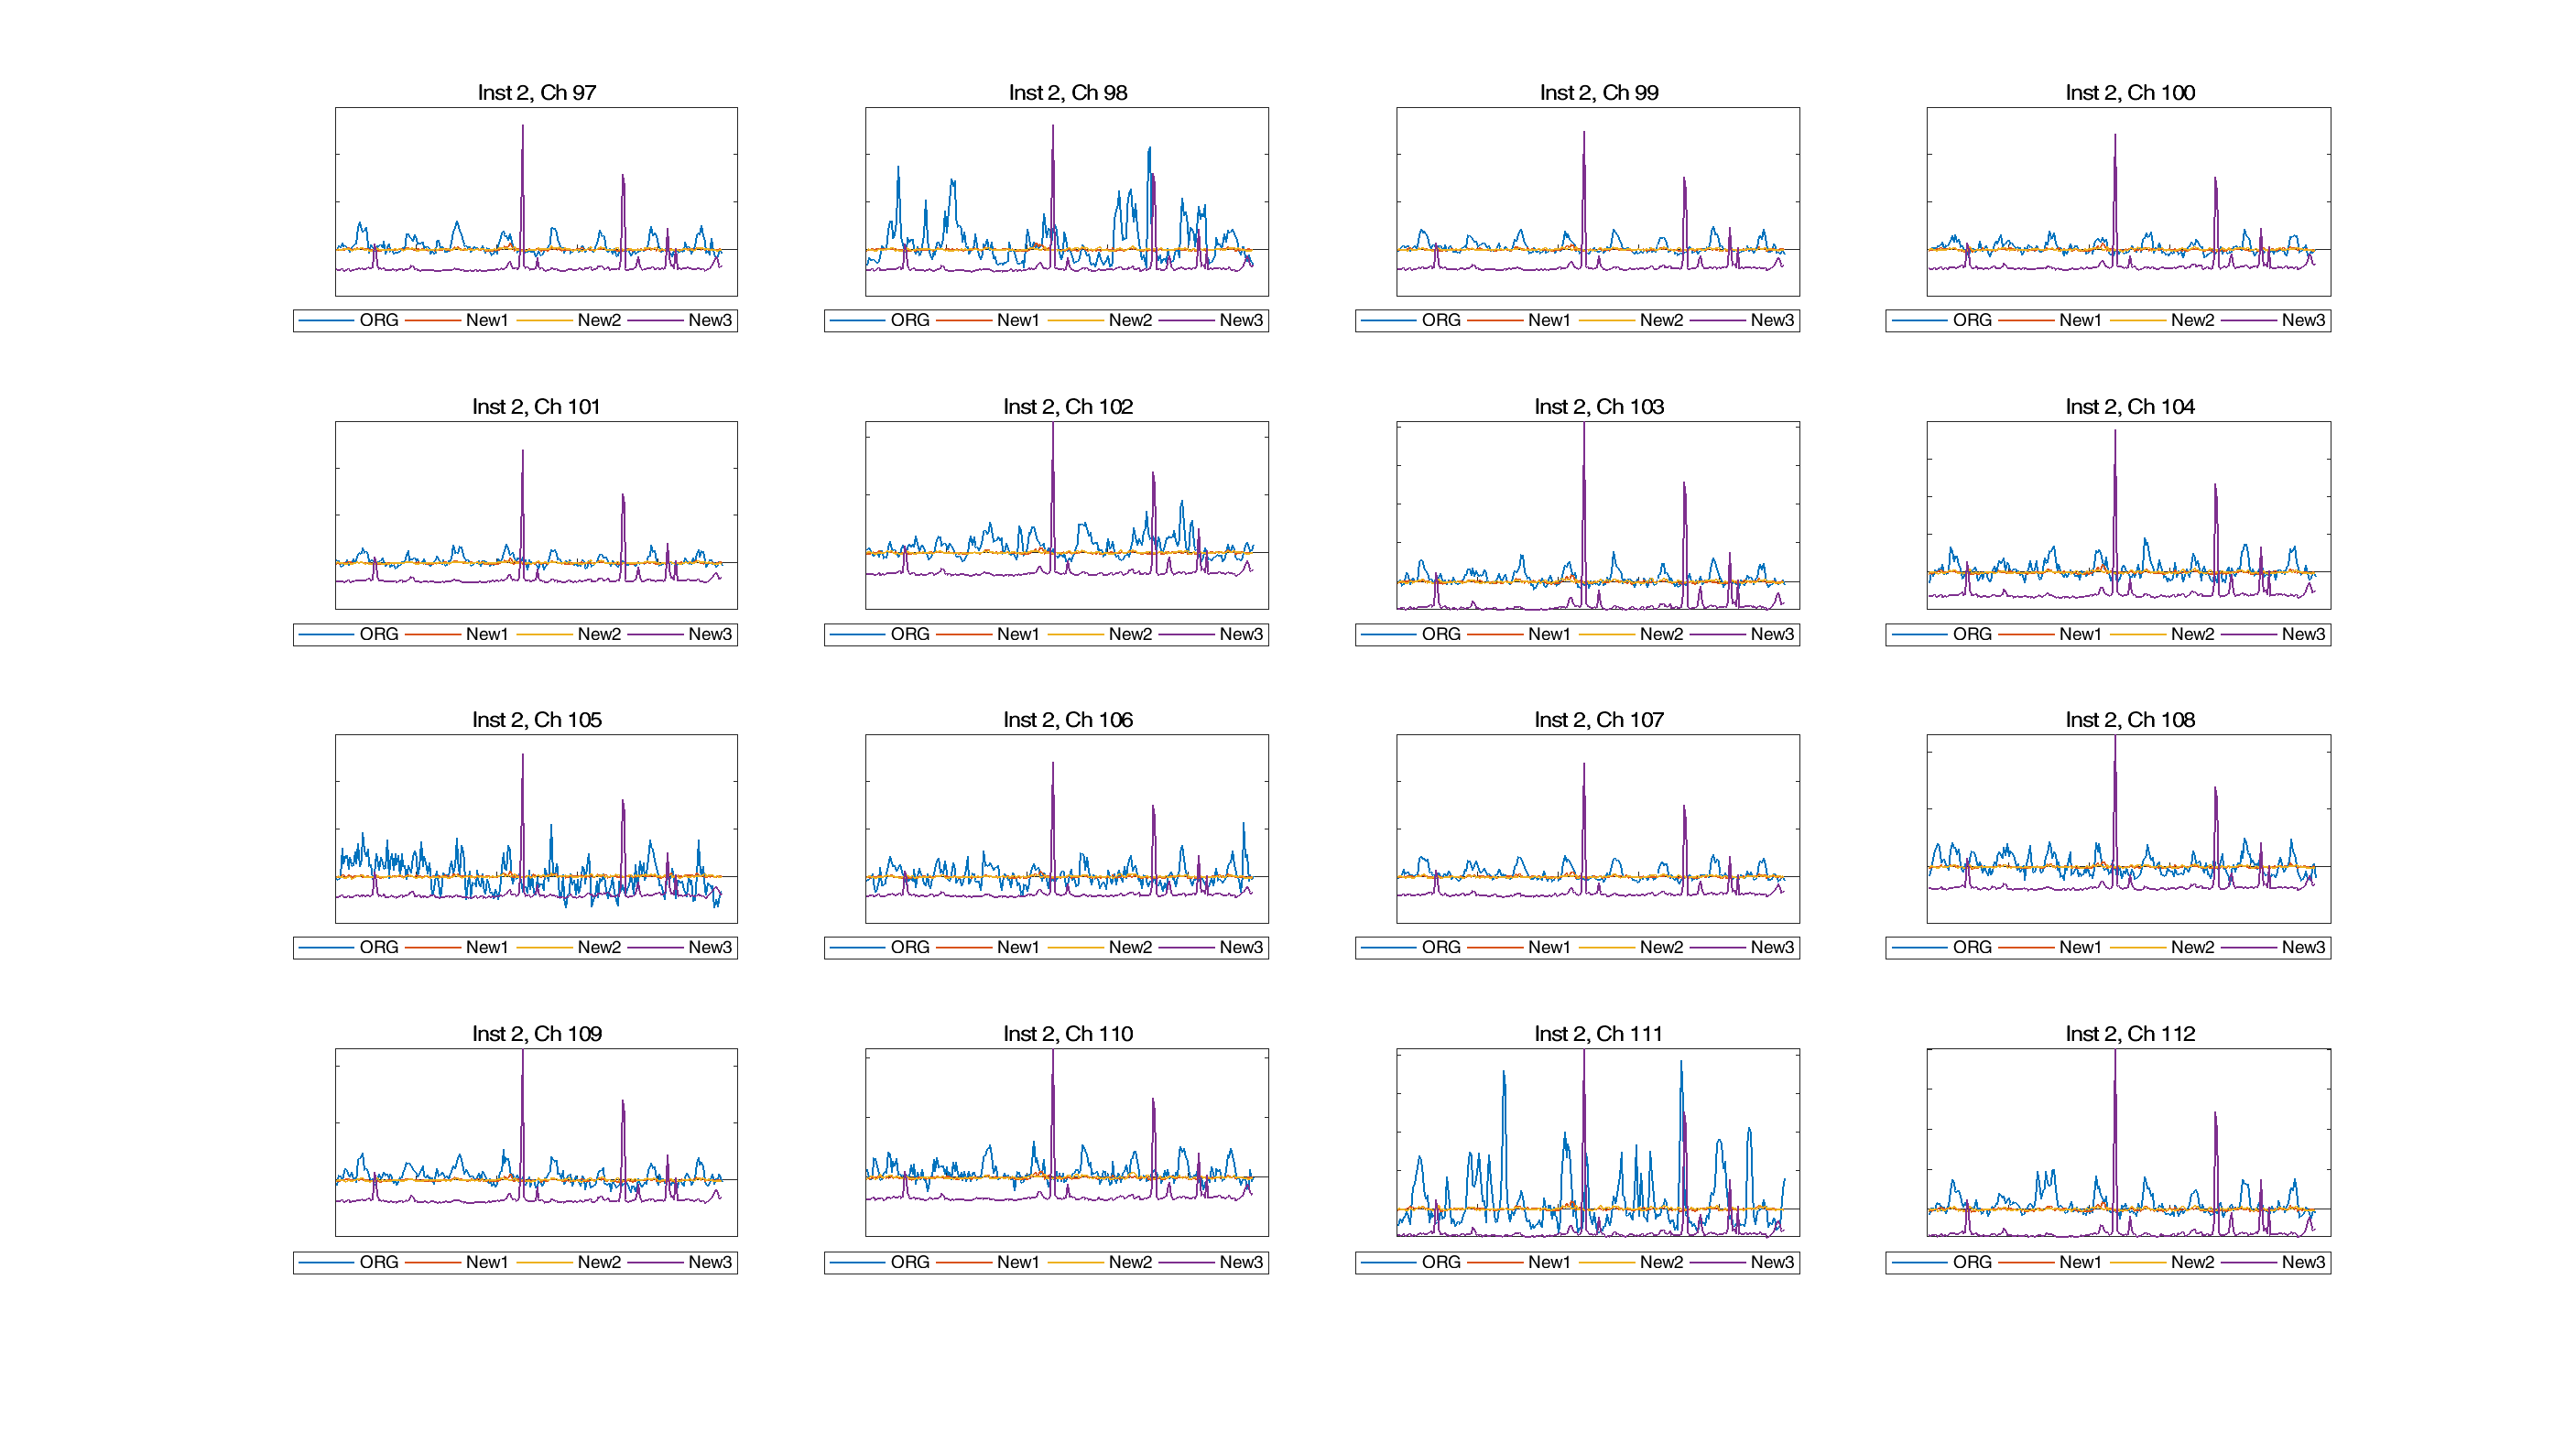 Inst 2, Ch 97
Inst 2, Ch 98
Inst 2, Ch 99
Inst 2, Ch 100
ORG New1 New2 New3
ORG New1 New2 New3
ORG New1 New2 New3
ORG New1 New2 New3
Inst 2, Ch 101
Inst 2, Ch 102
Inst 2, Ch 103
Inst 2, Ch 104
ORG New1 New2 New3
ORG New1 New2 New3
ORG New1 New2 New3
ORG New1 New2 New3
Inst 2, Ch 105
Inst 2, Ch 106
Inst 2, Ch 107
Inst 2, Ch 108
ORG New1 New2 New3
ORG New1 New2 New3
ORG New1 New2 New3
ORG New1 New2 New3
Inst 2, Ch 109
Inst 2, Ch 110
Inst 2, Ch 111
Inst 2, Ch 112
ORG New1 New2 New3
ORG New1 New2 New3
ORG New1 New2 New3
ORG New1 New2 New3